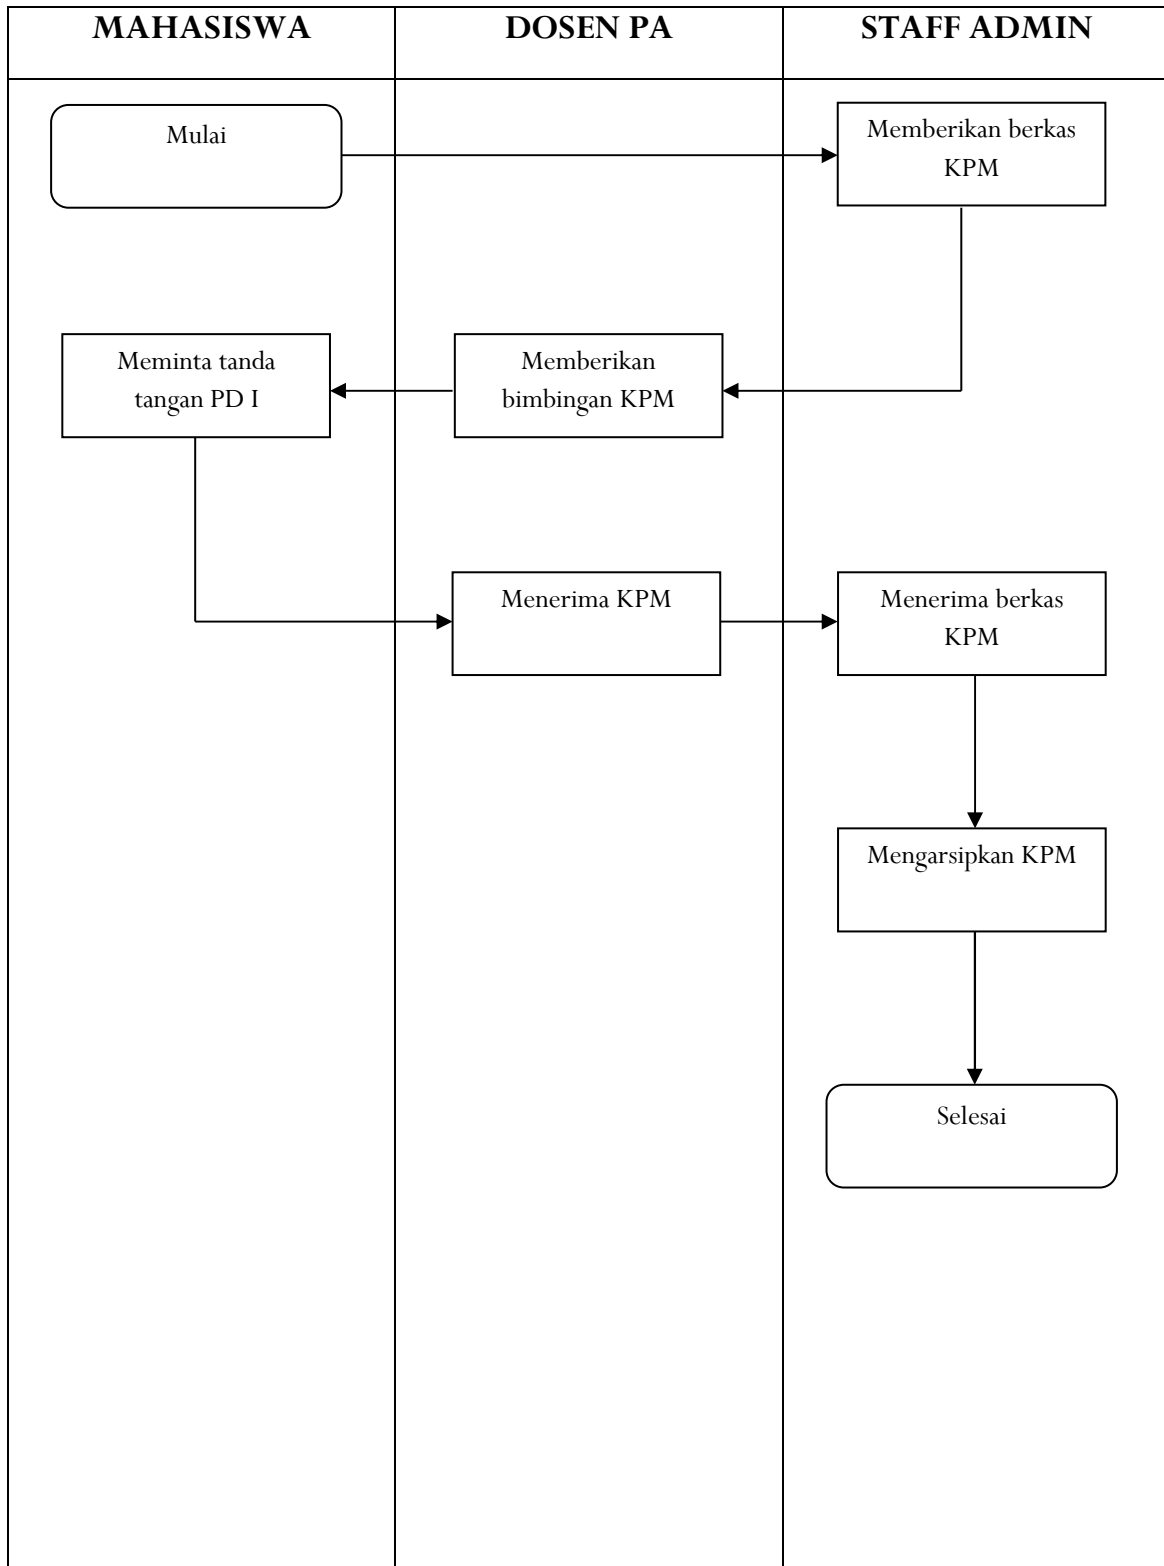 MAHASISWA
DOSEN PA
STAFF ADMIN
Mulai
Memberikan berkas
KPM
Meminta tanda
tangan PD I
Memberikan
bimbingan KPM
Menerima KPM
Menerima berkas
KPM
Mengarsipkan KPM
Selesai